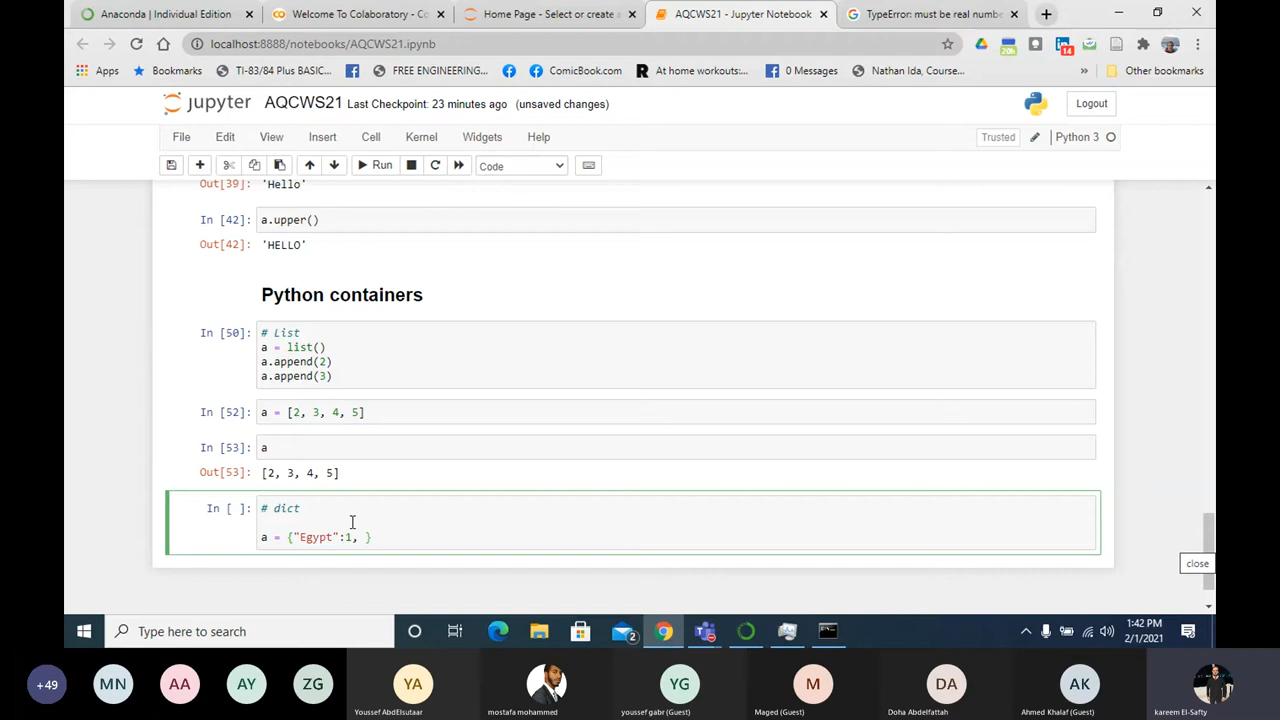 Anaconda | Individual Edition
Welcome To Colaboratory - Co
Home Page - Select or create a
AQCWS21 - Jupyter Notebook
TypeError: must be real numbe
localhost:8888/notebooks/AQCWS21.ipynb
20k
14
Apps
Bookmarks
TI-83/84 Plus BASIC...
FREE ENGINEERING...
ComicBook.com
At home workouts:...
0 Messages
Nathan Ida, Course...
»
Other bookmarks
jupyter AQCWS21 Last Checkpoint: 23 minutes ago (unsaved changes)
Logout
File Edit View Insert Cell Kernel Widgets Help
Trusted
Python 3
Run
Code
Out[39]: 'Hello'
In [42]: a.upper()
Out[42]: 'HELLO'
Python containers
In [50]: # List
a = list()
a.append(2)
a.append(3)
In [52]: a = [2, 3, 4, 5]
In [53]: a
Out[53]: [2, 3, 4, 5]
In [ ]: # dict
a = {"Egypt":1, }
close
Type here to search
2
1:42 PM
2/1/2021
+49
MN
AA
AY
ZG
YA
YG
M
DA
AK
Youssef AbdElsutaar
mostafa mohammed
youssef gabr (Guest)
Maged (Guest)
Doha Abdelfattah
Ahmed Khalaf (Guest)
kareem El-Safty